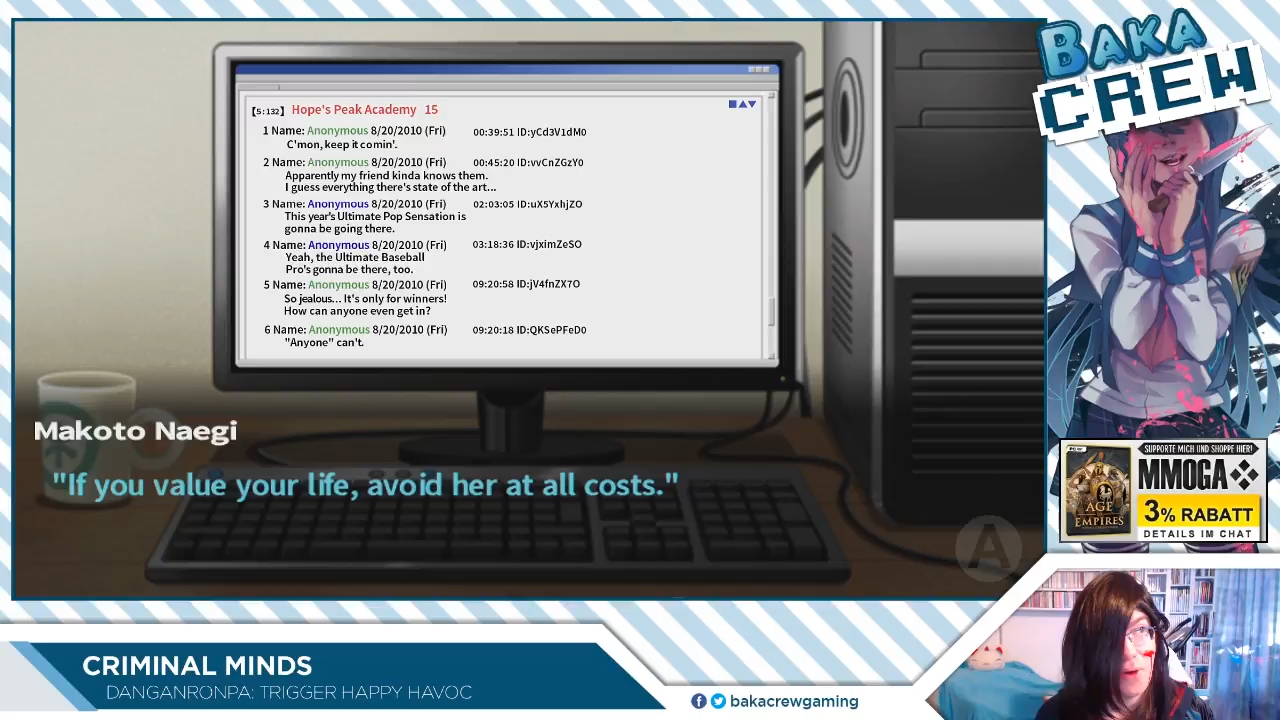 BAKA
CREW
【5:132】 Hope's Peak Academy 15
1 Name: Anonymous 8/20/2010 (Fri) 00:39:51 ID:yCd3V1dM0
C'mon, keep it comin'.
2 Name: Anonymous 8/20/2010 (Fri) 00:45:20 ID:vvCnZGzY0
Apparently my friend kinda knows them.
I guess everything there's state of the art...
3 Name: Anonymous 8/20/2010 (Fri) 02:03:05 ID:uX5YxhjZO
This year's Ultimate Pop Sensation is
gonna be going there.
4 Name: Anonymous 8/20/2010 (Fri) 03:18:36 ID:vjximZeSO
Yeah, the Ultimate Baseball
Pro's gonna be there, too.
5 Name: Anonymous 8/20/2010 (Fri) 09:20:58 ID:jV4fnZX7O
So jealous... It's only for winners!
How can anyone even get in?
6 Name: Anonymous 8/20/2010 (Fri) 09:20:18 ID:QKSePFeD0
"Anyone" can't.
Makoto Naegi
"If you value your life, avoid her at all costs."
A
SUPPORTE MICH UND SHOPPE HIER!
MMOGA
3% RABATT
DETAILS IM CHAT
AGE
OF
EMPIRES
CRIMINAL MINDS
DANGANRONPA: TRIGGER HAPPY HAVOC
bakacrewgaming